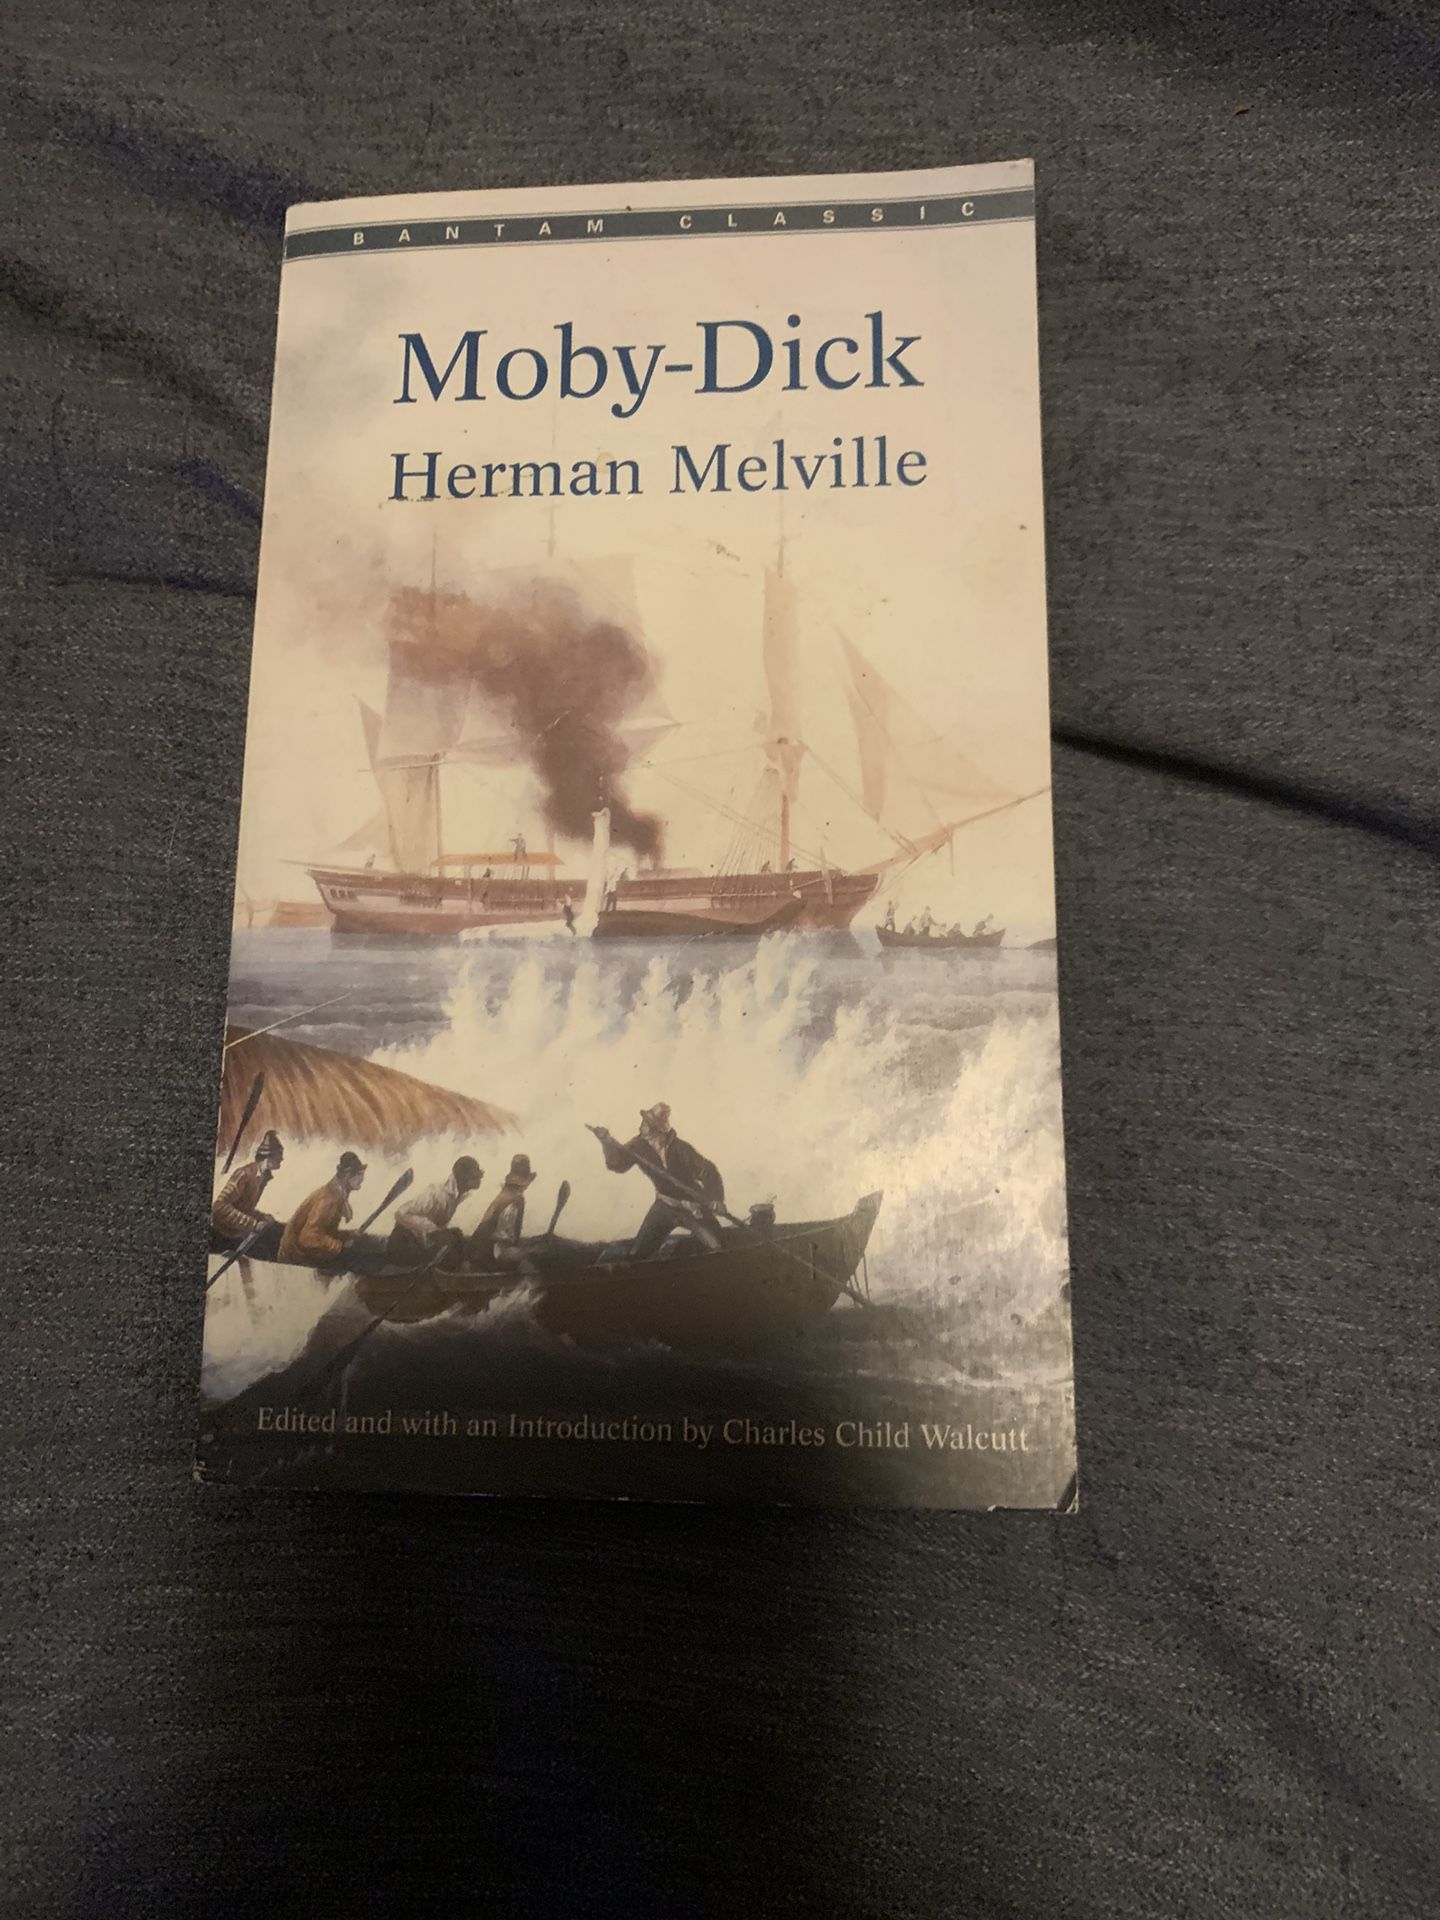 BANTAM CLASSIC
Moby-Dick
Herman Melville
Edited and with an Introduction by Charles Child Walcutt